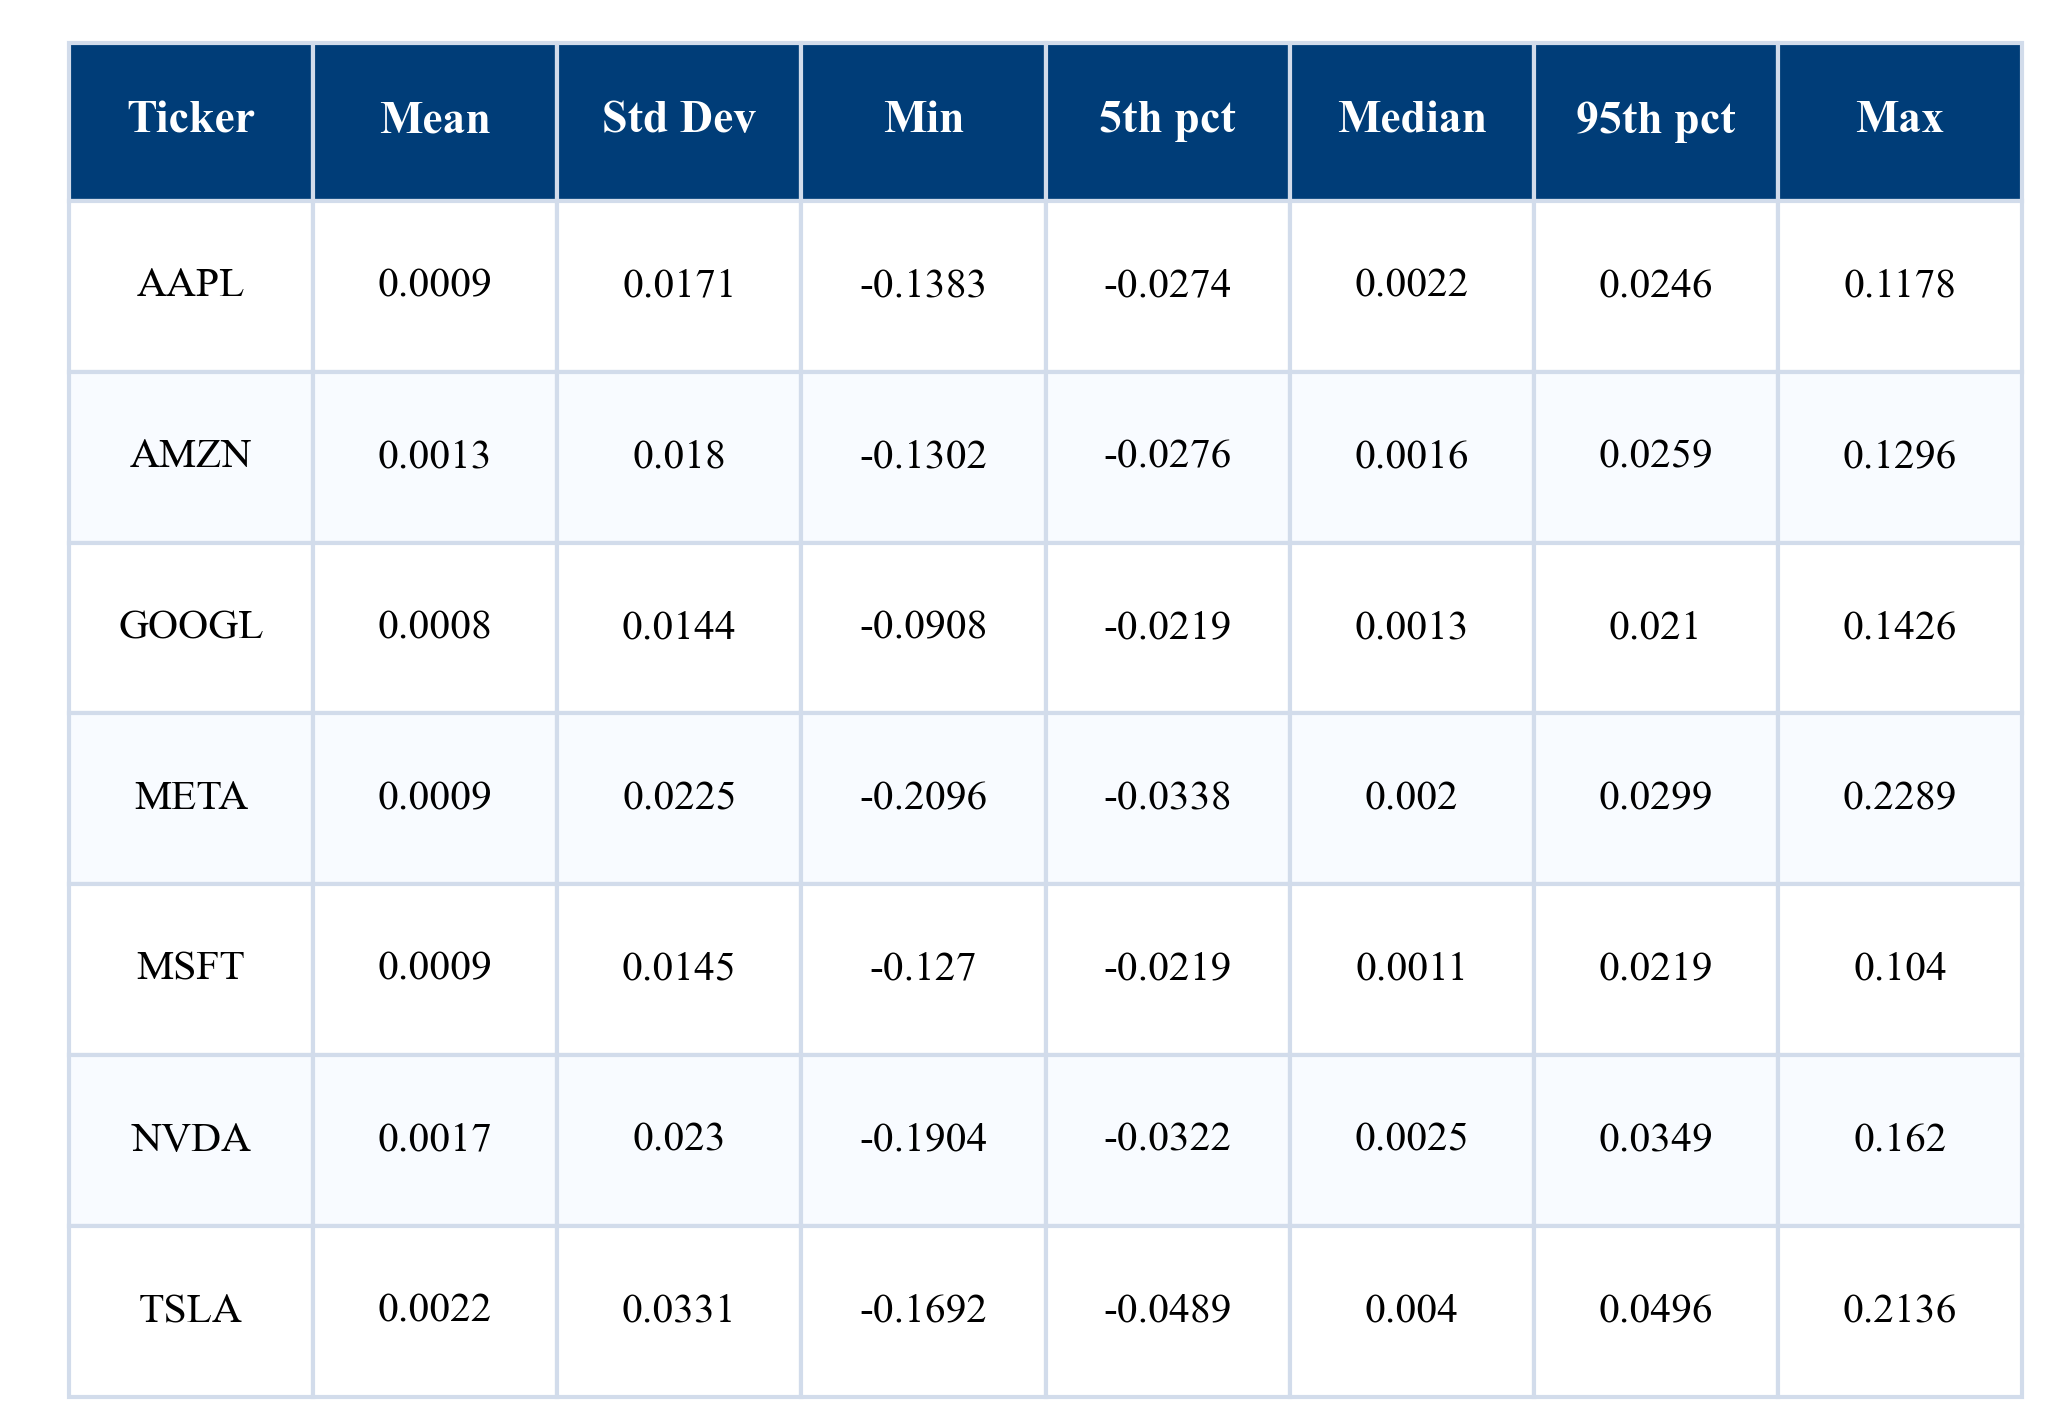 Ticker Mean Std Dev Min 5th pct Median 95th pct Max
AAPL 0.0009 0.0171 -0.1383 -0.0274 0.0022 0.0246 0.1178
AMZN 0.0013 0.018 -0.1302 -0.0276 0.0016 0.0259 0.1296
GOOGL 0.0008 0.0144 -0.0908 -0.0219 0.0013 0.021 0.1426
META 0.0009 0.0225 -0.2096 -0.0338 0.002 0.0299 0.2289
MSFT 0.0009 0.0145 -0.127 -0.0219 0.0011 0.0219 0.104
NVDA 0.0017 0.023 -0.1904 -0.0322 0.0025 0.0349 0.162
TSLA 0.0022 0.0331 -0.1692 -0.0489 0.004 0.0496 0.2136